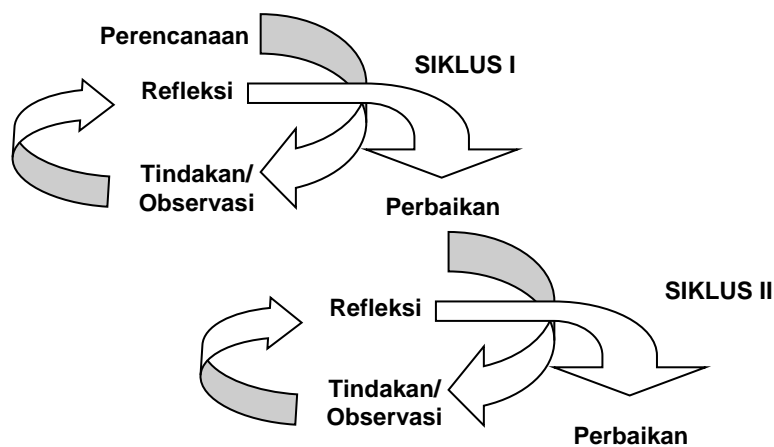 Perencanaan
SIKLUS I
Refleksi
Tindakan/
Observasi
Perbaikan
SIKLUS II
Refleksi
Tindakan/
Observasi
Perbaikan